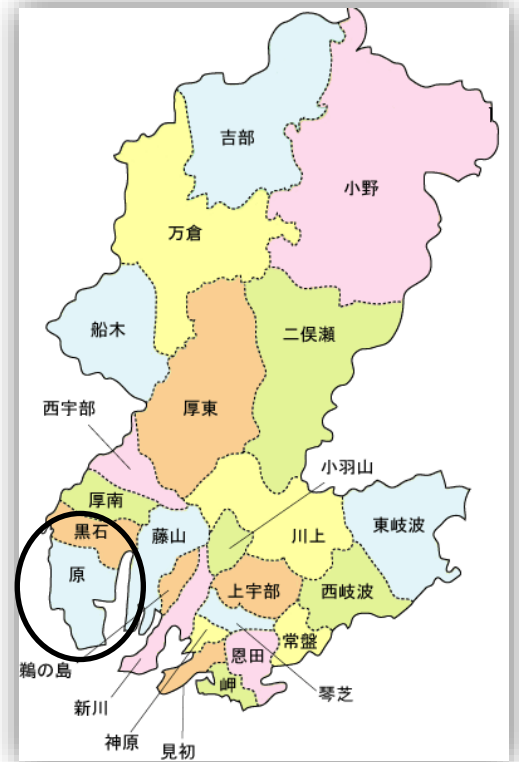 吉部
小野
万倉
船木
二俣瀬
厚東
西宇部
小羽山
厚南
黒石
藤山
川上
東岐波
原
上宇部
西岐波
常盤
恩田
鵜の島
岬
琴芝
新川
神原
見初